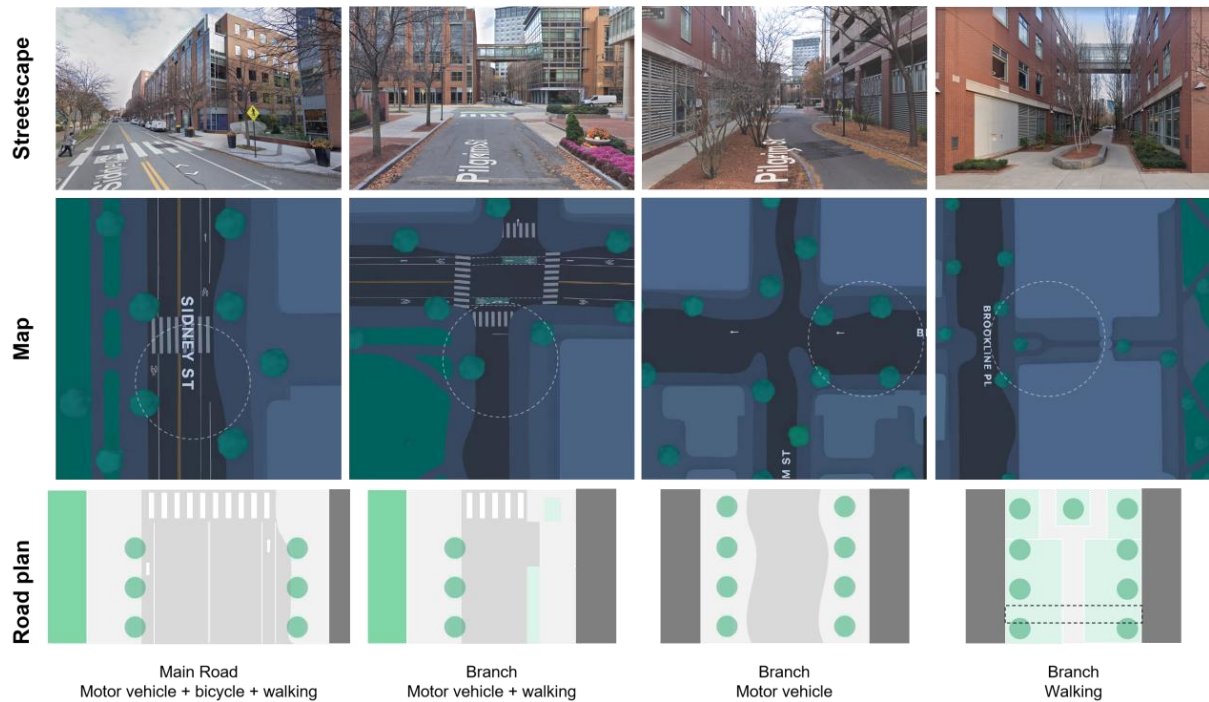 Streetscape
Sidney St
Pilgrim St
Pilgrim St
Map
SIDNEY ST
M ST
BROOKLINE PL
Road plan
Main Road
Motor vehicle + bicycle + walking
Branch
Motor vehicle + walking
Branch
Motor vehicle
Branch
Walking